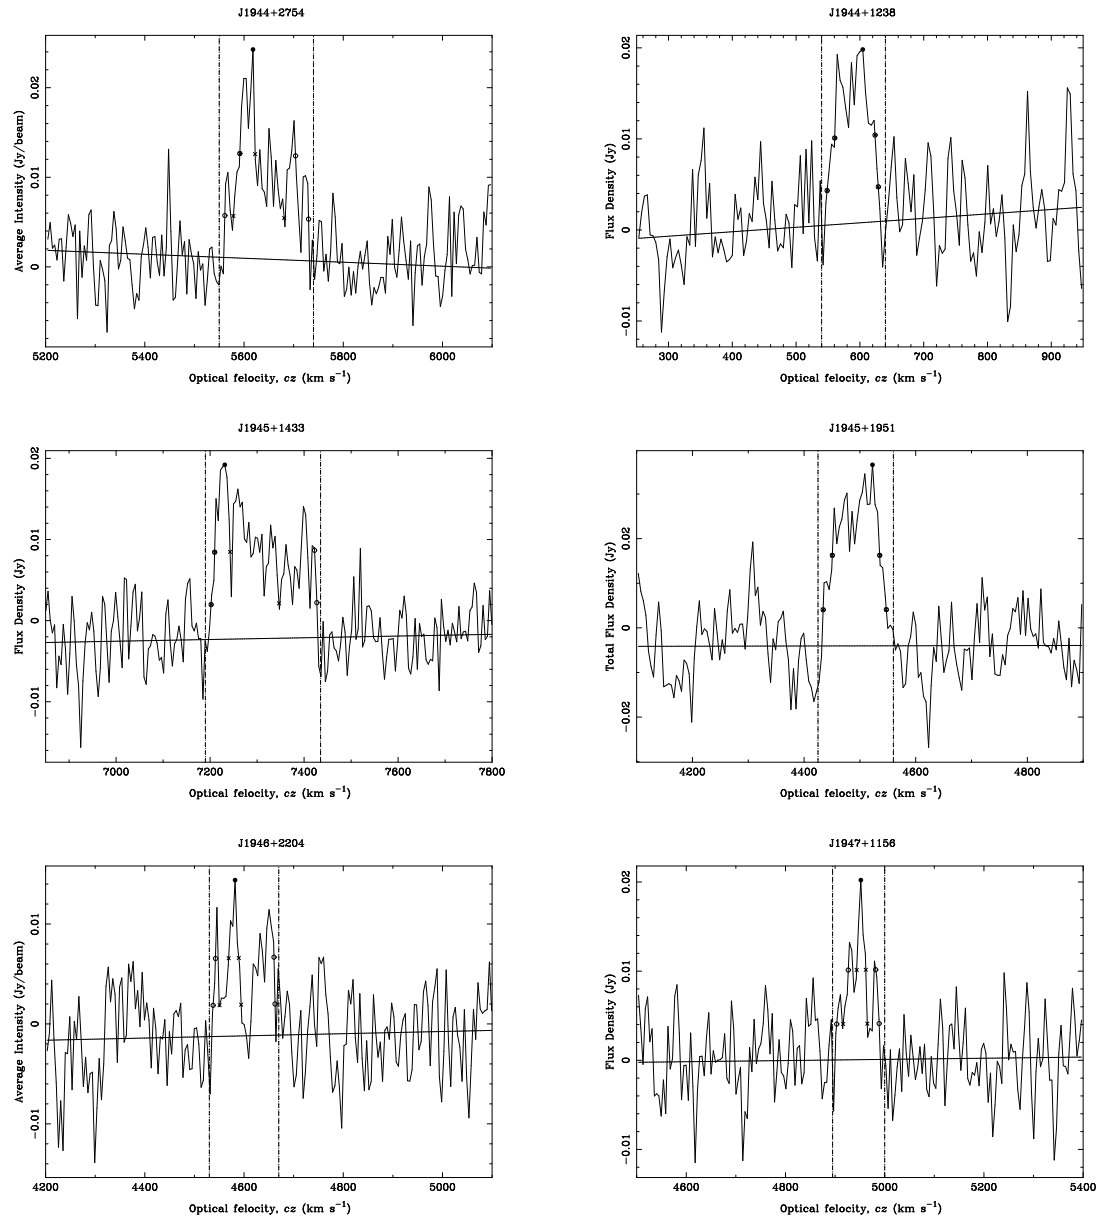 J1944+2754
Average Intensity (Jy/beam)
0.02
0.01
0
5200 5400 5600 5800 6000
Optical felocity, cz (km s⁻¹)
J1944+1238
Flux Density (Jy)
0.02
0.01
0
−0.01
300 400 500 600 700 800 900
Optical felocity, cz (km s⁻¹)
J1945+1433
Flux Density (Jy)
0.02
0.01
0
−0.01
7000 7200 7400 7600 7800
Optical felocity, cz (km s⁻¹)
J1945+1951
Total Flux Density (Jy)
0.02
0
−0.02
4200 4400 4600 4800
Optical felocity, cz (km s⁻¹)
J1946+2204
Average Intensity (Jy/beam)
0.01
0
−0.01
4200 4400 4600 4800 5000
Optical felocity, cz (km s⁻¹)
J1947+1156
Flux Density (Jy)
0.02
0.01
0
−0.01
4600 4800 5000 5200 5400
Optical felocity, cz (km s⁻¹)